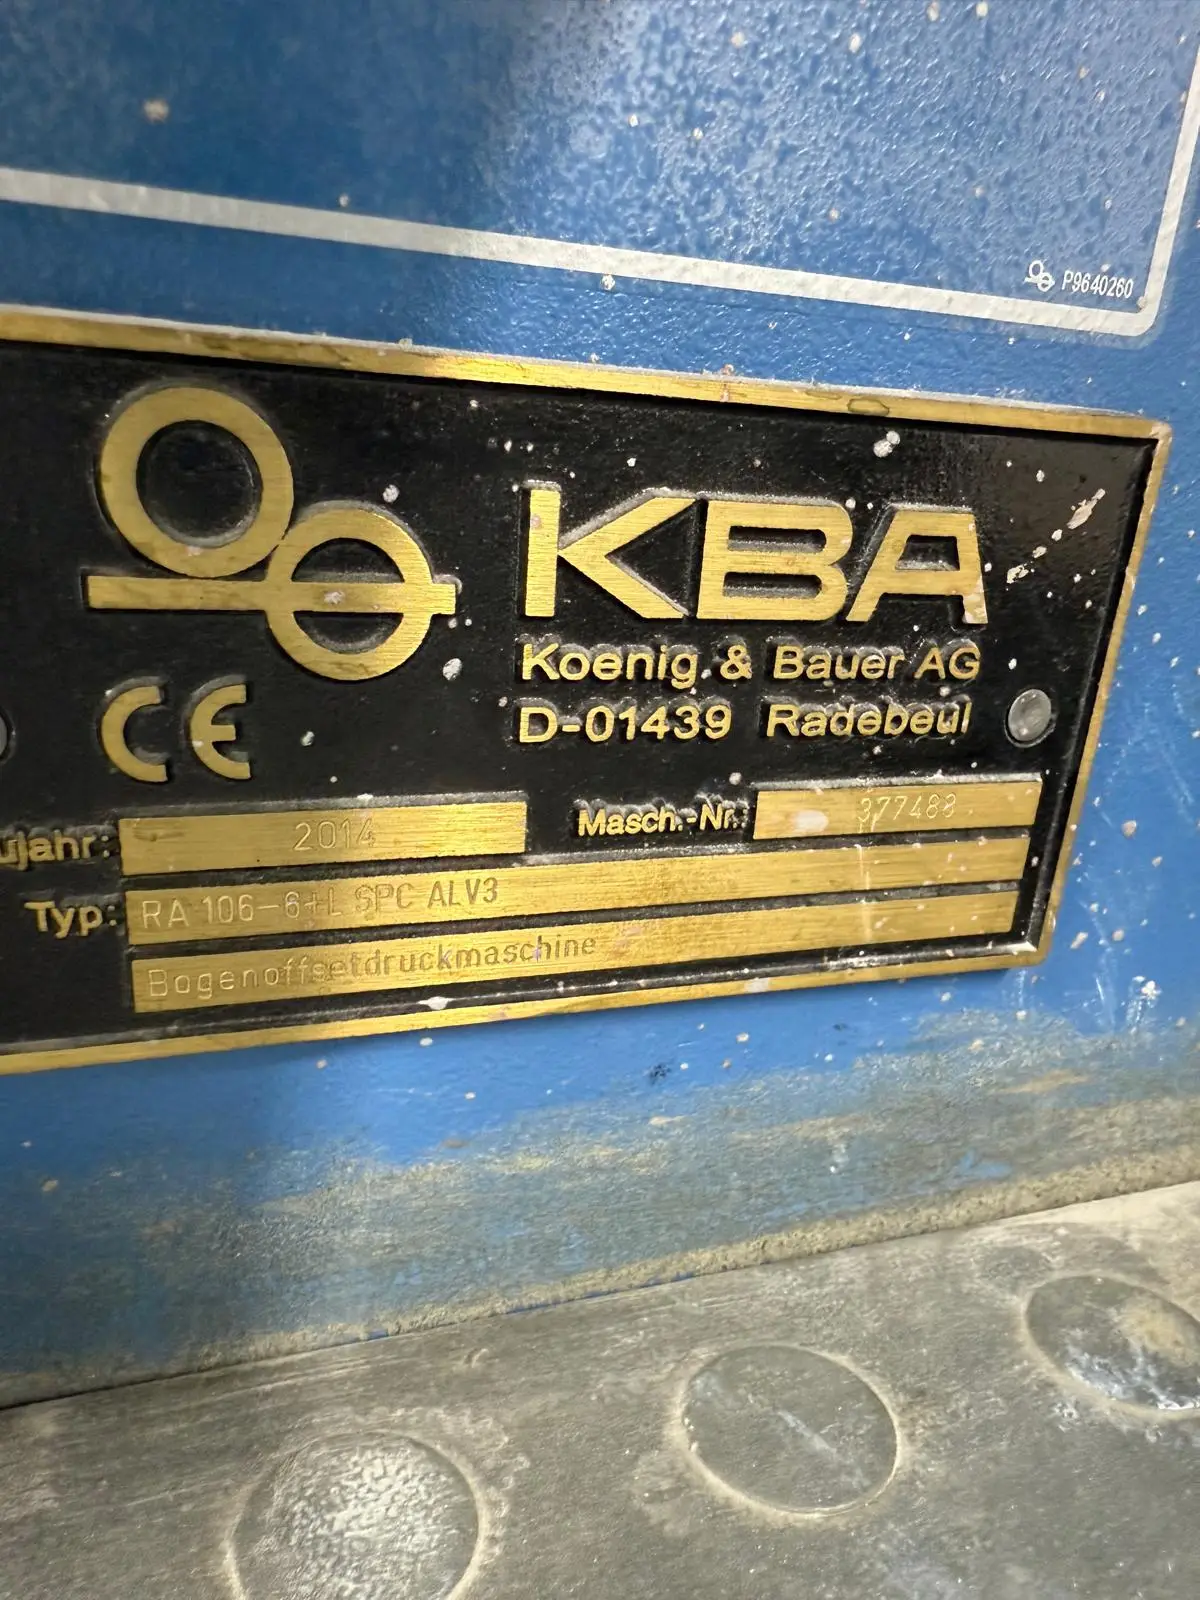 P9640260
KBA
Koenig & Bauer AG
D-01439 Radebeul
CE
ujahr: 2014 Masch.-Nr.: 377488
Typ: RA 106-6+L SPC ALV3
Bogenoffsetdruckmaschine